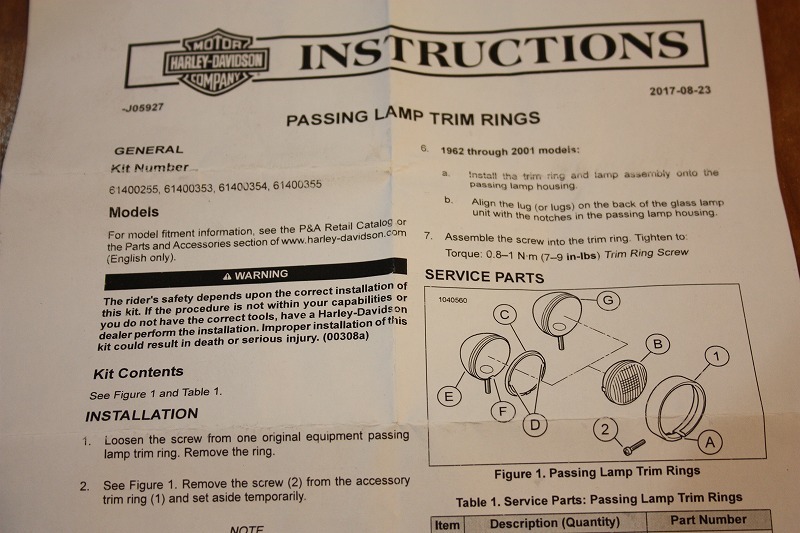 MOTOR
HARLEY-DAVIDSON
COMPANY
INSTRUCTIONS
-J05927
2017-08-23
PASSING LAMP TRIM RINGS
GENERAL
Kit Number
61400255, 61400353, 61400354, 61400355
Models
For model fitment information, see the P&A Retail Catalog or
the Parts and Accessories section of www.harley-davidson.com
(English only).
⚠ WARNING
The rider's safety depends upon the correct installation of
this kit. If the procedure is not within your capabilities or
you do not have the correct tools, have a Harley-Davidson
dealer perform the installation. Improper installation of this
kit could result in death or serious injury. (00308a)
Kit Contents
See Figure 1 and Table 1.
INSTALLATION
1. Loosen the screw from one original equipment passing
lamp trim ring. Remove the ring.
2. See Figure 1. Remove the screw (2) from the accessory
trim ring (1) and set aside temporarily.
NOTE
6. 1962 through 2001 models:
a. Install the trim ring and lamp assembly onto the
passing lamp housing.
b. Align the lug (or lugs) on the back of the glass lamp
unit with the notches in the passing lamp housing.
7. Assemble the screw into the trim ring. Tighten to:
Torque: 0.8–1 N·m (7–9 in-lbs) Trim Ring Screw
SERVICE PARTS
1040560
G
C
B
1
E
F
D
2
A
Figure 1. Passing Lamp Trim Rings
Table 1. Service Parts: Passing Lamp Trim Rings
Item Description (Quantity) Part Number